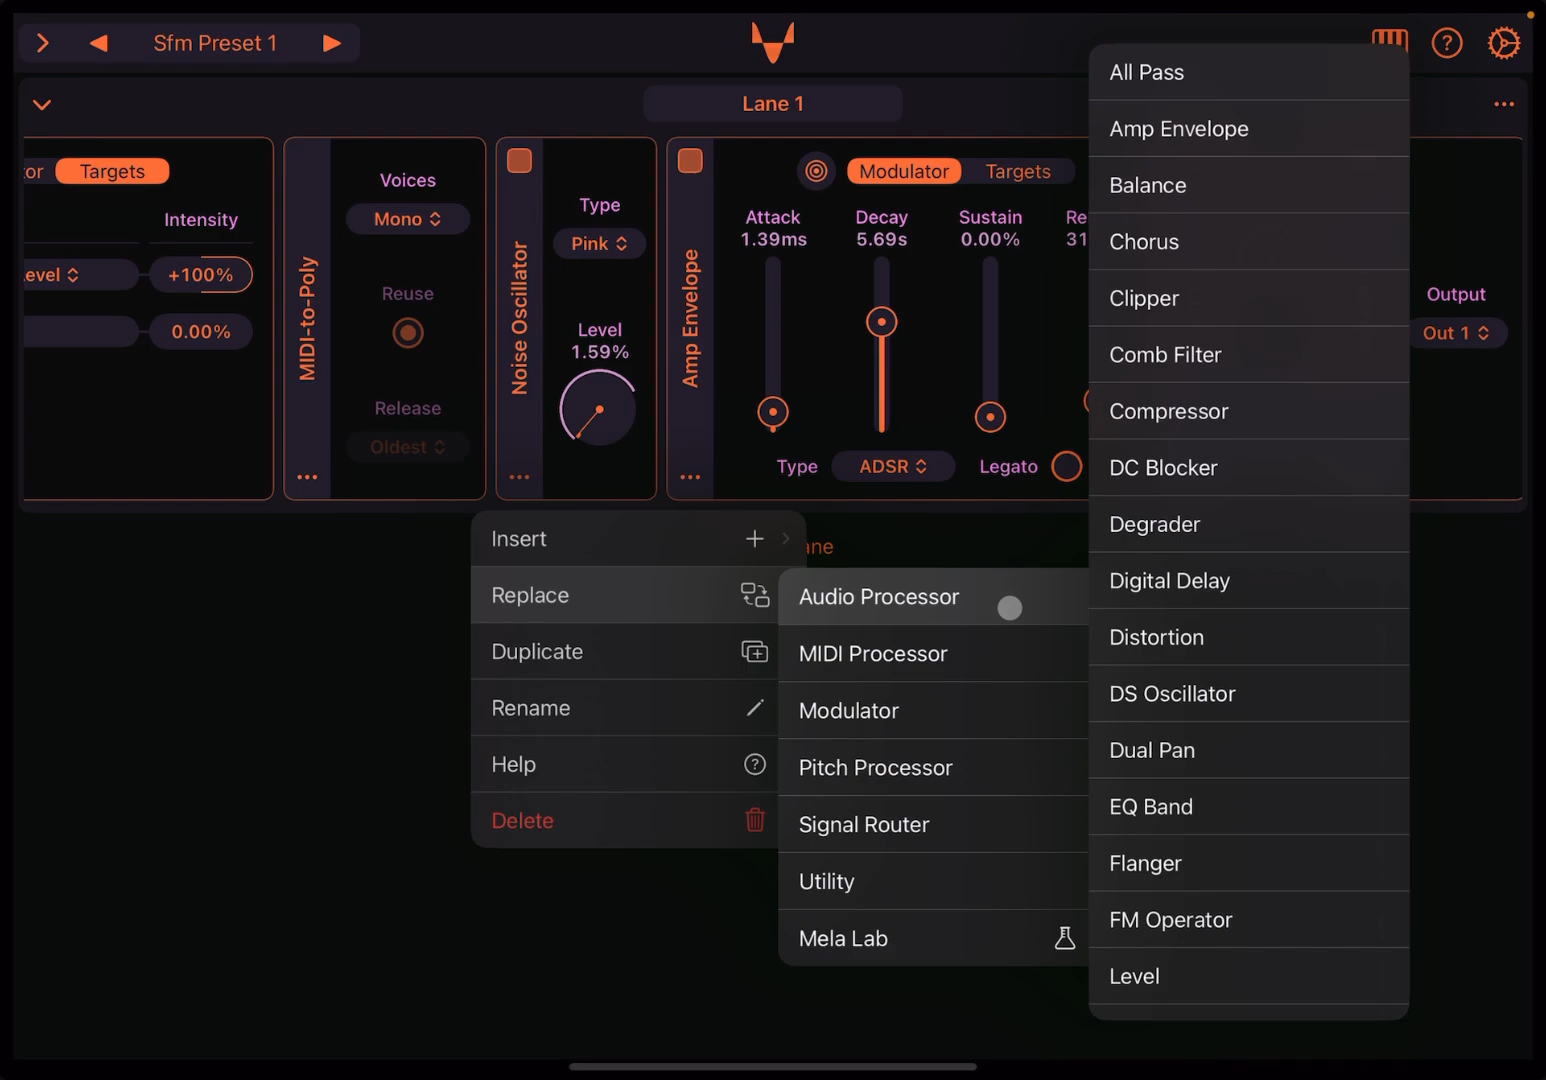 Sfm Preset 1
Lane 1
or
Targets
Intensity
evel
+100%
0.00%
MIDI-to-Poly
Voices
Mono
Reuse
Release
Oldest
Noise Oscillator
Type
Pink
Level
1.59%
Amp Envelope
Modulator
Targets
Attack
1.39ms
Decay
5.69s
Sustain
0.00%
Re
31
Type
ADSR
Legato
Output
Out 1
ane
Insert
Replace
Duplicate
Rename
Help
Delete
Audio Processor
MIDI Processor
Modulator
Pitch Processor
Signal Router
Utility
Mela Lab
All Pass
Amp Envelope
Balance
Chorus
Clipper
Comb Filter
Compressor
DC Blocker
Degrader
Digital Delay
Distortion
DS Oscillator
Dual Pan
EQ Band
Flanger
FM Operator
Level